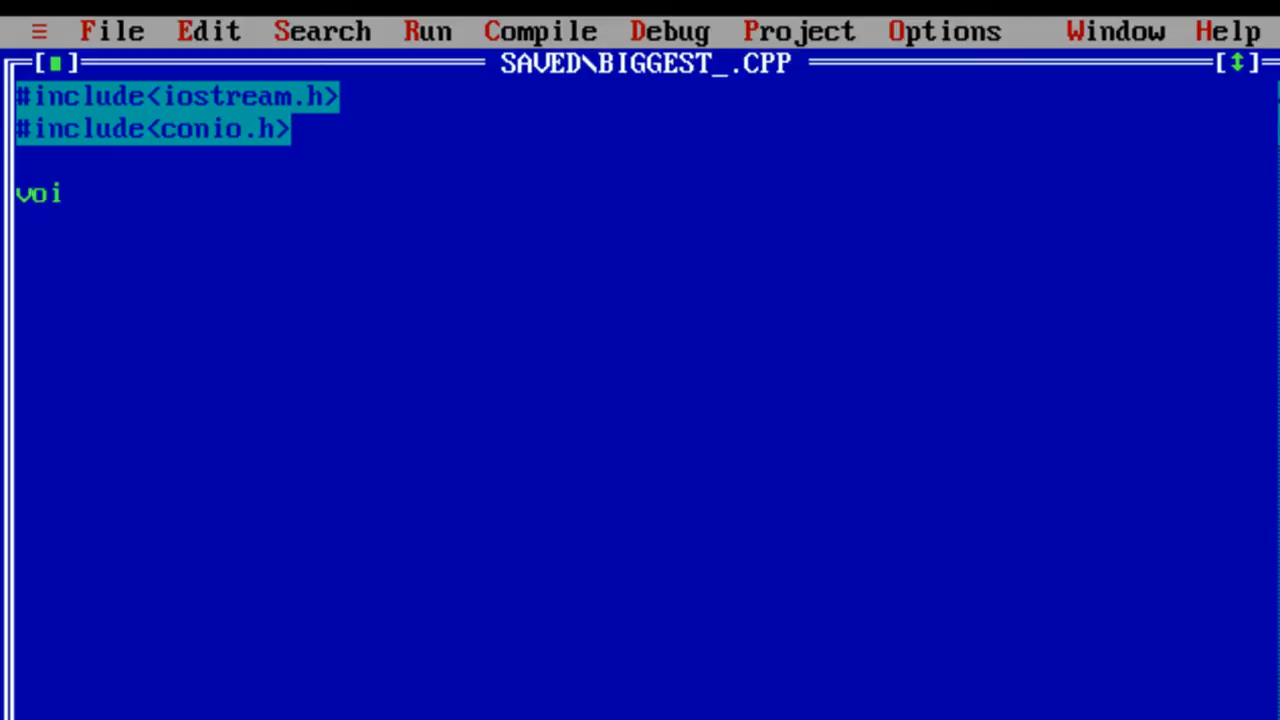 ≡ File Edit Search Run Compile Debug Project Options Window Help
[■] SAVED\BIGGEST_.CPP [↕]
#include<iostream.h>
#include<conio.h>
voi